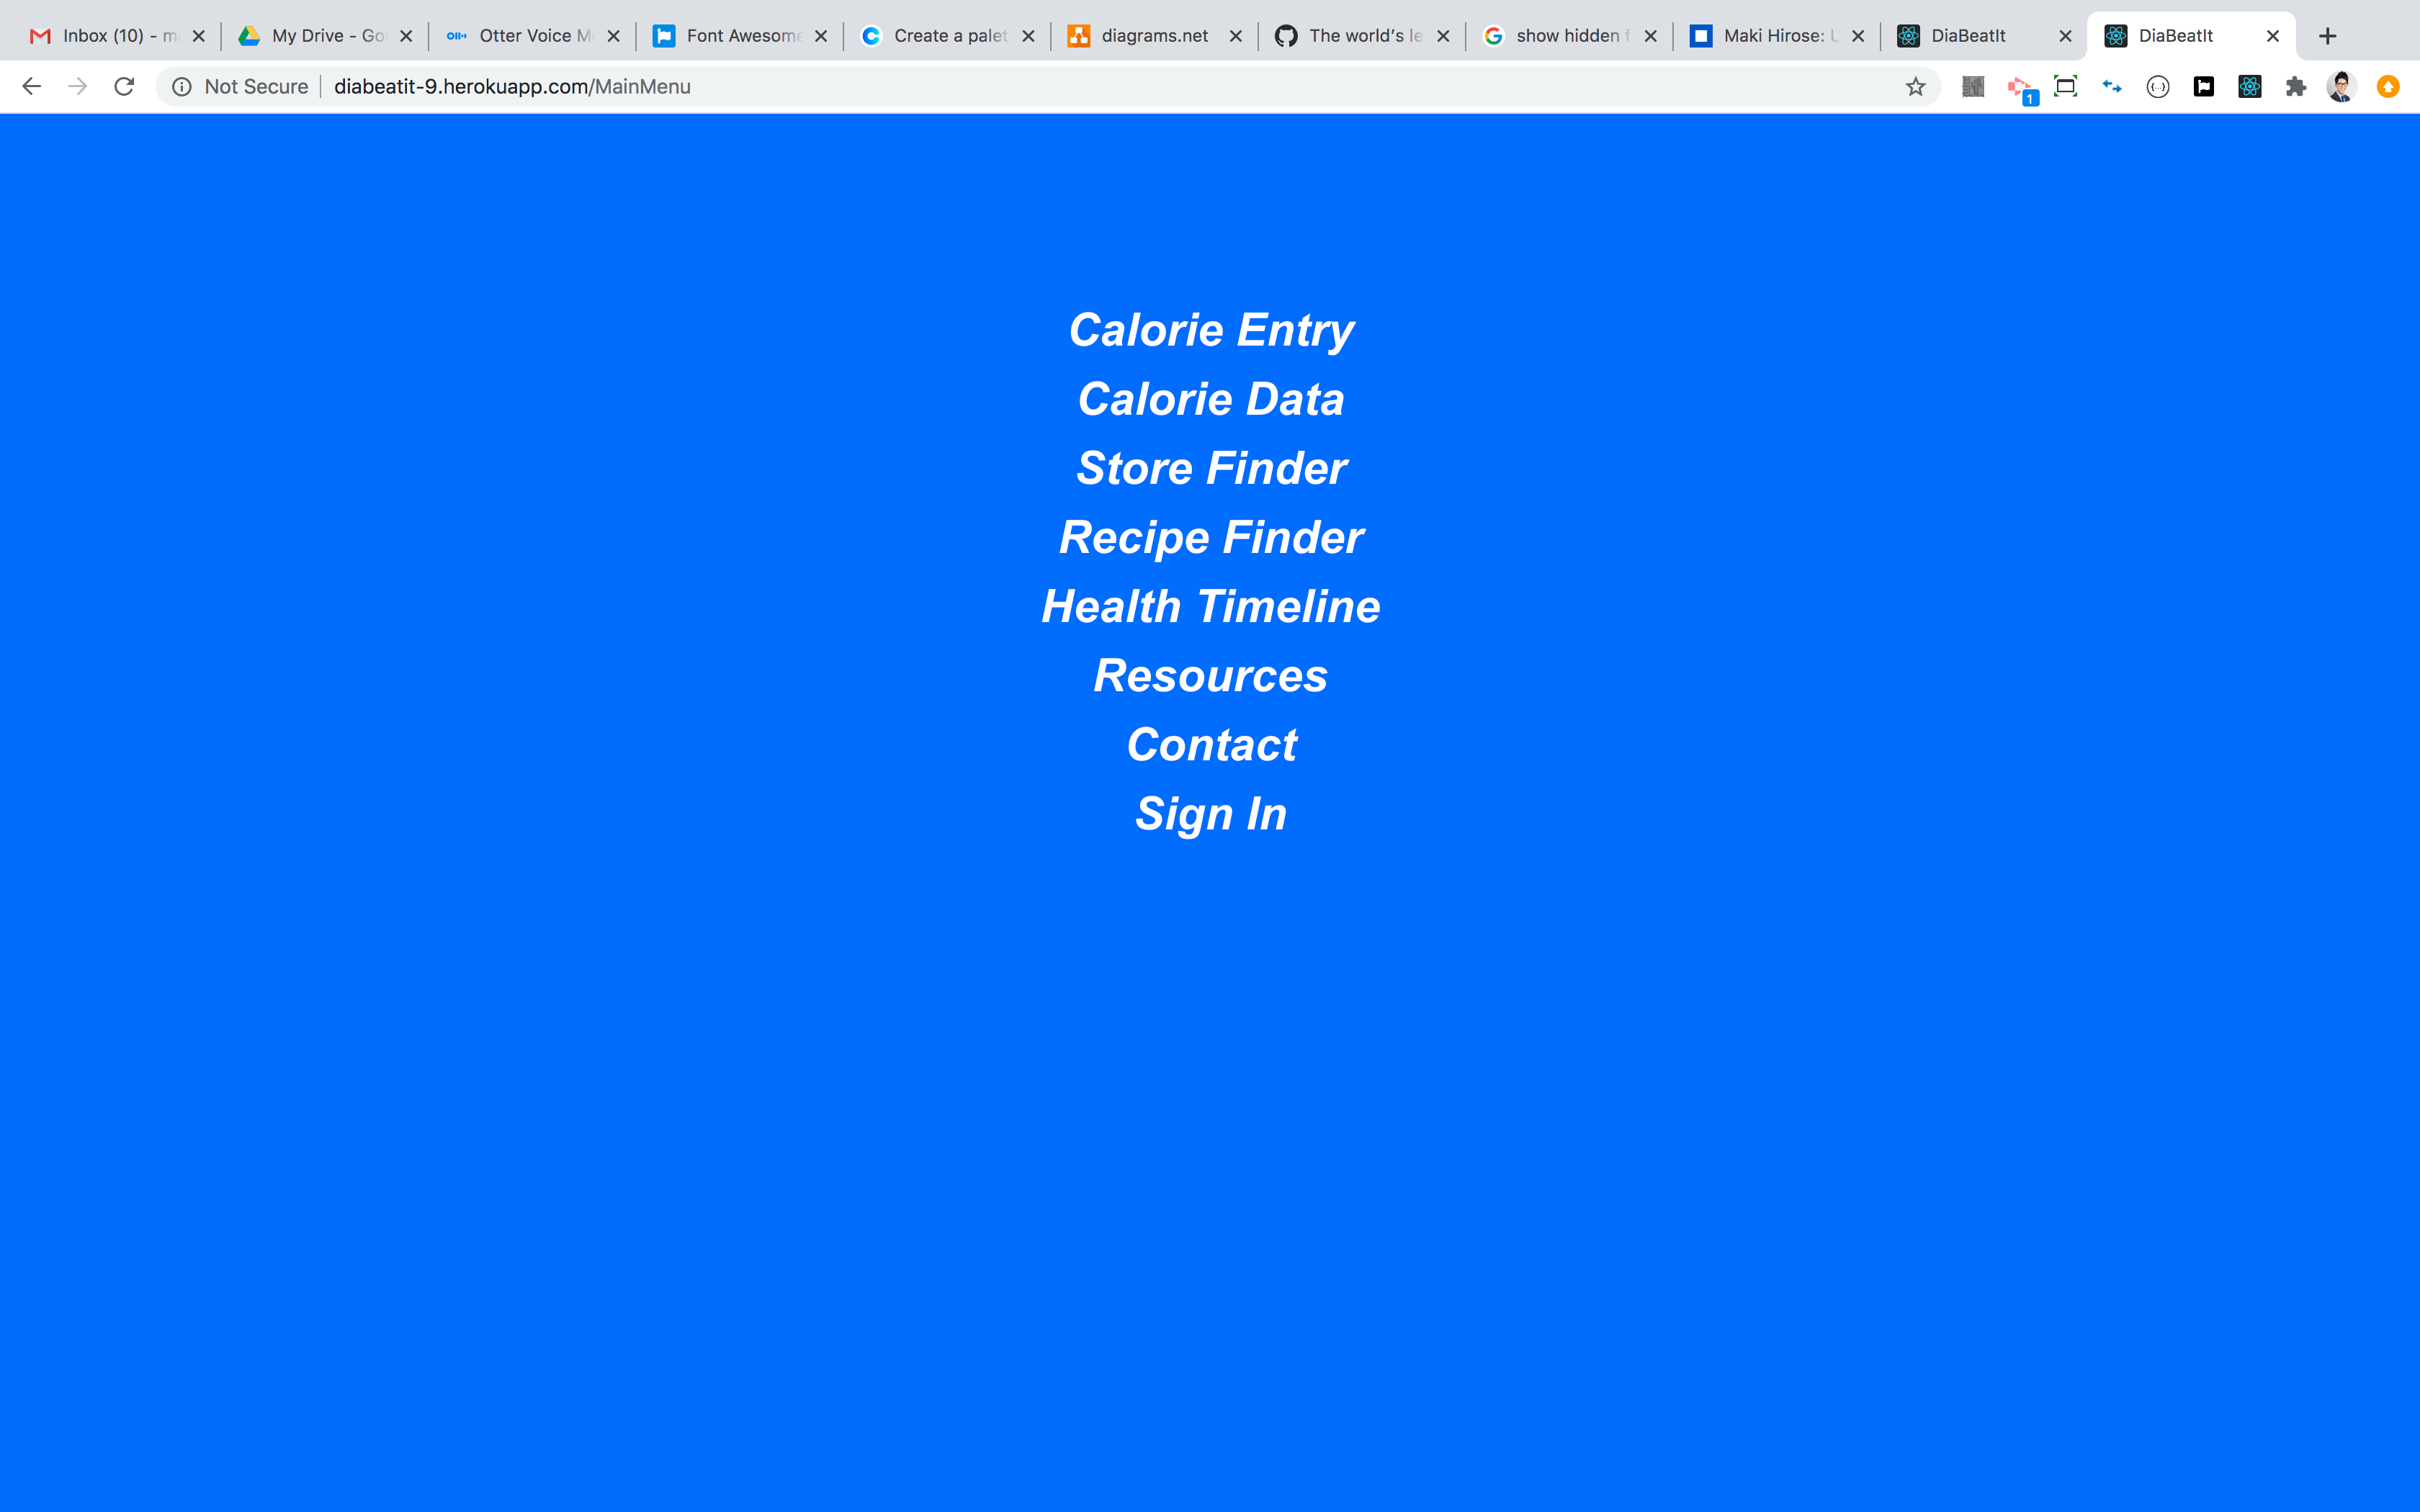 Inbox (10) - m
My Drive - Go
Otter Voice M
Font Awesome
Create a palet
diagrams.net
The world's le
show hidden f
Maki Hirose: U
DiaBeatIt
DiaBeatIt
Not Secure
diabeatit-9.herokuapp.com/MainMenu
1
Calorie Entry
Calorie Data
Store Finder
Recipe Finder
Health Timeline
Resources
Contact
Sign In